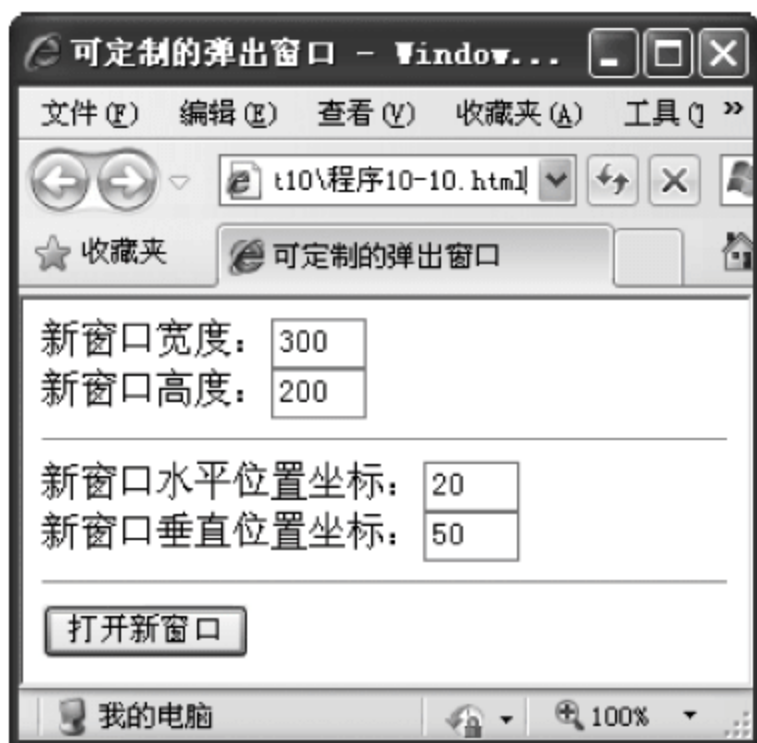 可定制的弹出窗口 - Window...
文件(F) 编辑(E) 查看(V) 收藏夹(A) 工具(T »
t10\程序10-10.html
收藏夹 可定制的弹出窗口
新窗口宽度：300
新窗口高度：200
新窗口水平位置坐标：20
新窗口垂直位置坐标：50
打开新窗口
我的电脑 100%